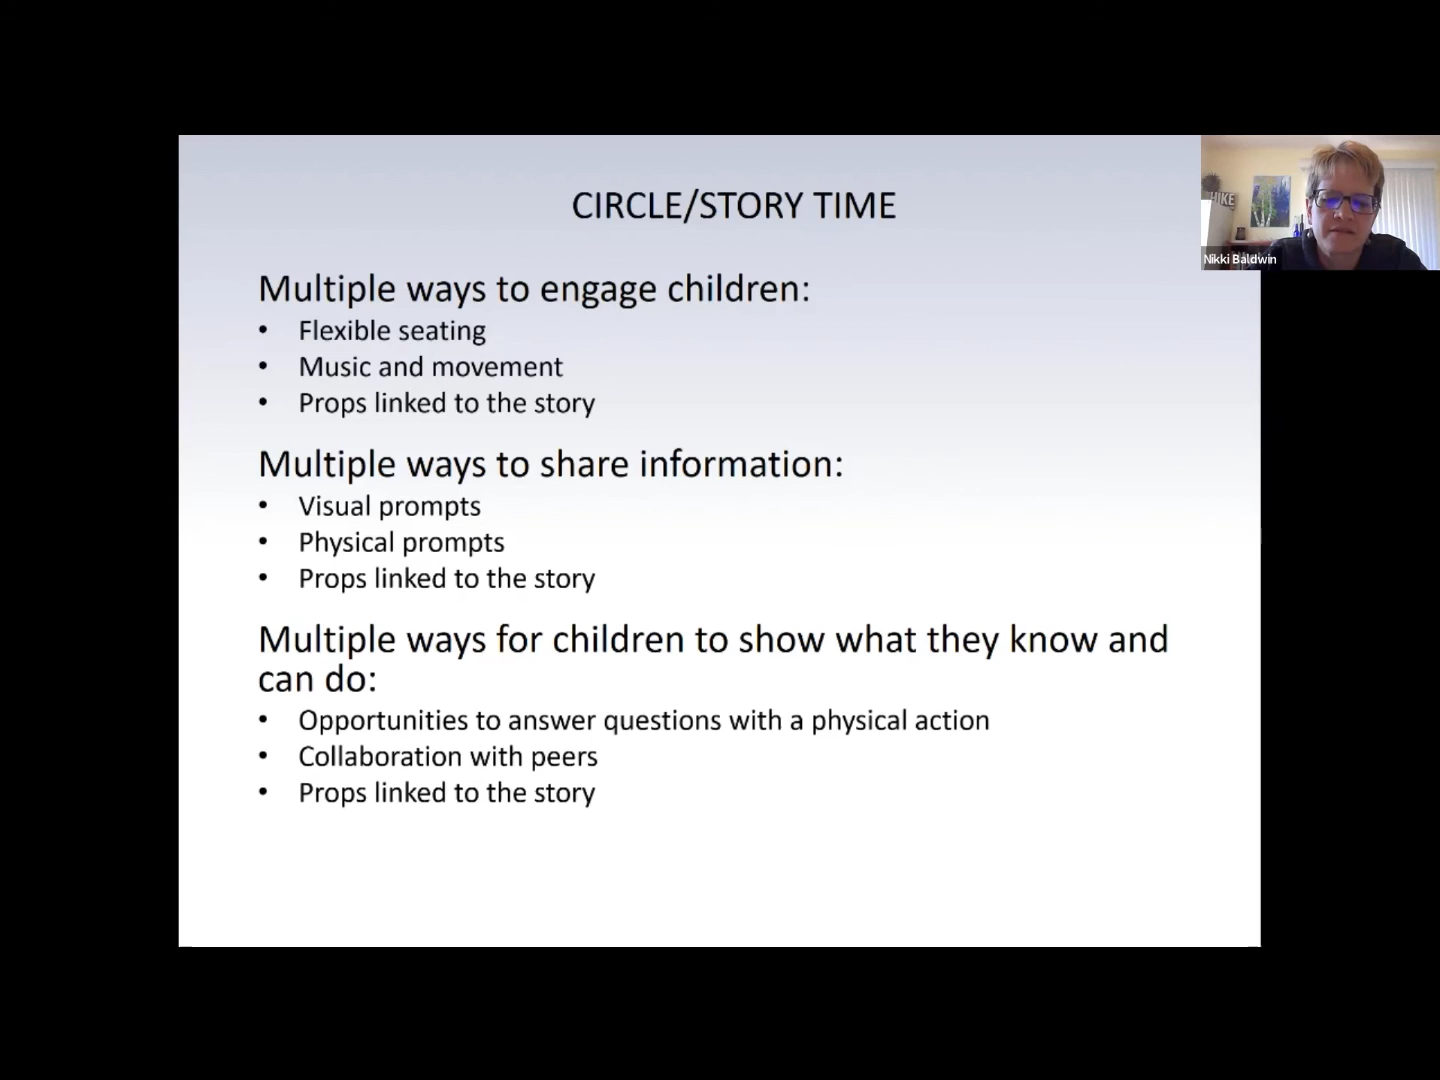 CIRCLE/STORY TIME
Multiple ways to engage children:
• Flexible seating
• Music and movement
• Props linked to the story
Multiple ways to share information:
• Visual prompts
• Physical prompts
• Props linked to the story
Multiple ways for children to show what they know and
can do:
• Opportunities to answer questions with a physical action
• Collaboration with peers
• Props linked to the story
HIKE
Nikki Baldwin